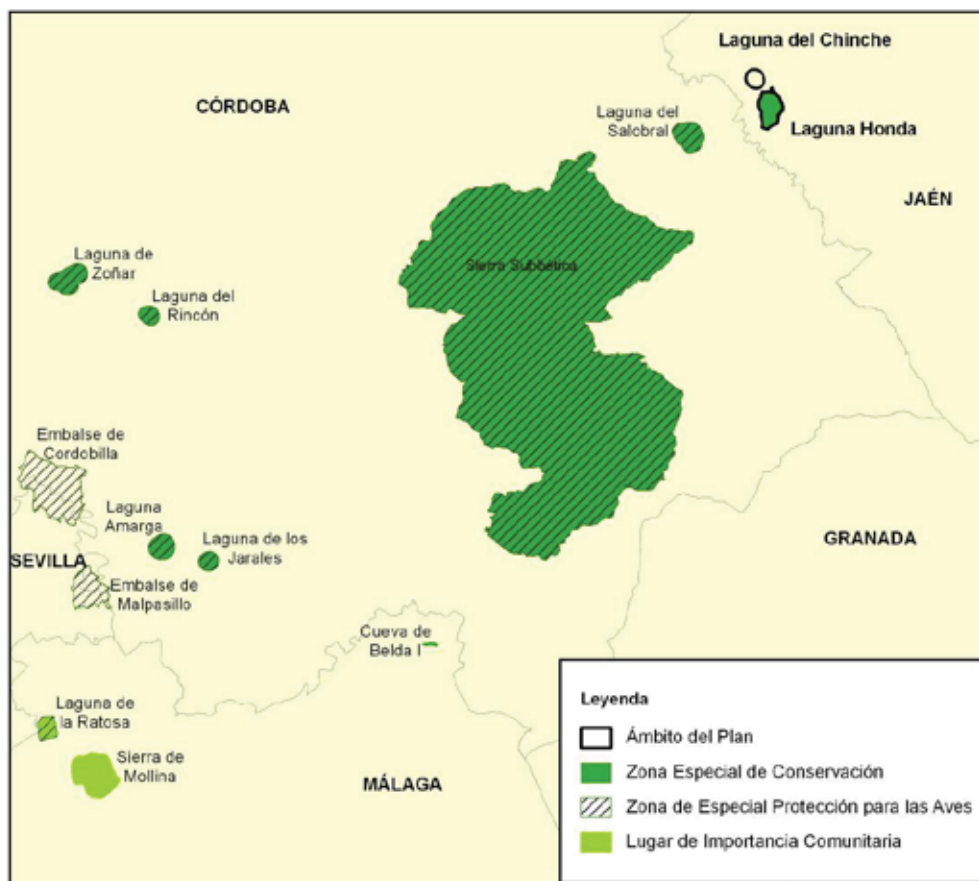 Laguna del Chinche
CÓRDOBA
Laguna del
Salobral
Laguna Honda
JAÉN
Laguna de
Zoñar
Sierra Subbética
Laguna del
Rincón
Embalse de
Cordobilla
Laguna
Amarga
Laguna de los
Jarales
GRANADA
SEVILLA
Embalse de
Malpasillo
Cueva de
Belda I
Laguna de
la Ratosa
Sierra de
Mollina
MÁLAGA
Leyenda
Ámbito del Plan
Zona Especial de Conservación
Zona de Especial Protección para las Aves
Lugar de Importancia Comunitaria